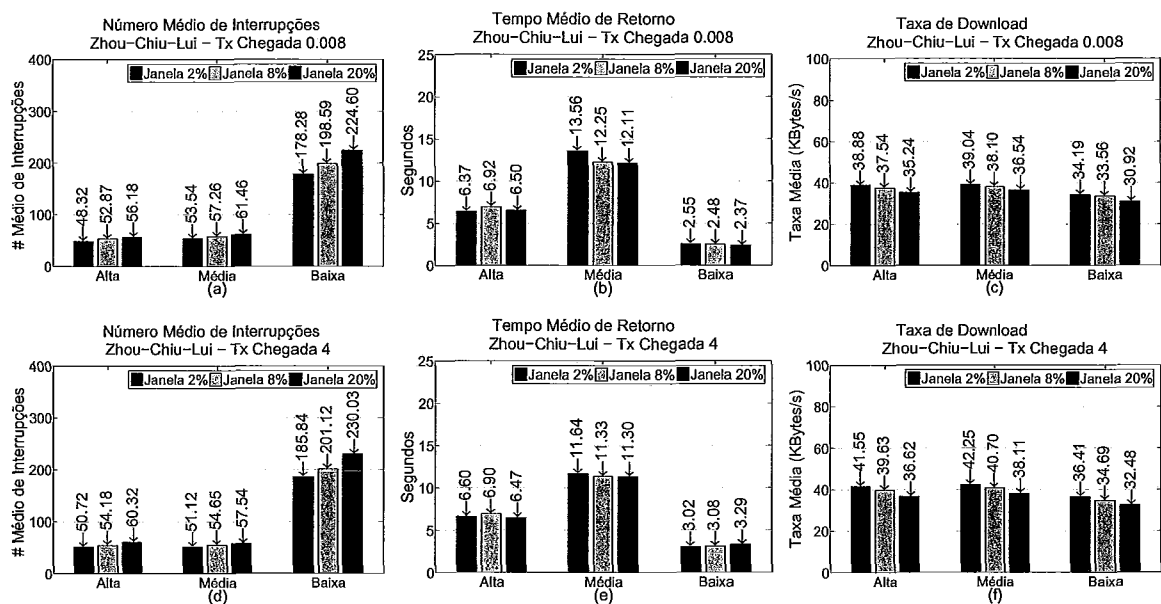 Número Médio de Interrupções
Zhou-Chiu-Lui - Tx Chegada 0.008
# Médio de Interrupções
400
300
200
100
0
Janela 2% Janela 8% Janela 20%
48.32
52.87
56.18
53.54
57.26
61.46
178.28
198.59
224.60
Alta Média Baixa
(a)
Tempo Médio de Retorno
Zhou-Chiu-Lui - Tx Chegada 0.008
Segundos
25
20
15
10
5
0
Janela 2% Janela 8% Janela 20%
6.37
6.92
6.50
13.56
12.25
12.11
2.55
2.48
2.37
Alta Média Baixa
(b)
Taxa de Download
Zhou-Chiu-Lui - Tx Chegada 0.008
Taxa Média (KBytes/s)
100
80
60
40
20
0
Janela 2% Janela 8% Janela 20%
38.88
37.54
35.24
39.04
38.10
36.54
34.19
33.56
30.92
Alta Média Baixa
(c)
Número Médio de Interrupções
Zhou-Chiu-Lui - Tx Chegada 4
# Médio de Interrupções
400
300
200
100
0
Janela 2% Janela 8% Janela 20%
50.72
54.18
60.32
51.12
54.65
57.54
185.84
201.12
230.03
Alta Média Baixa
(d)
Tempo Médio de Retorno
Zhou-Chiu-Lui - Tx Chegada 4
Segundos
25
20
15
10
5
0
Janela 2% Janela 8% Janela 20%
6.60
6.90
6.47
11.64
11.33
11.30
3.02
3.08
3.29
Alta Média Baixa
(e)
Taxa de Download
Zhou-Chiu-Lui - Tx Chegada 4
Taxa Média (KBytes/s)
100
80
60
40
20
0
Janela 2% Janela 8% Janela 20%
41.55
39.63
36.62
42.25
40.70
38.11
36.41
34.69
32.48
Alta Média Baixa
(f)